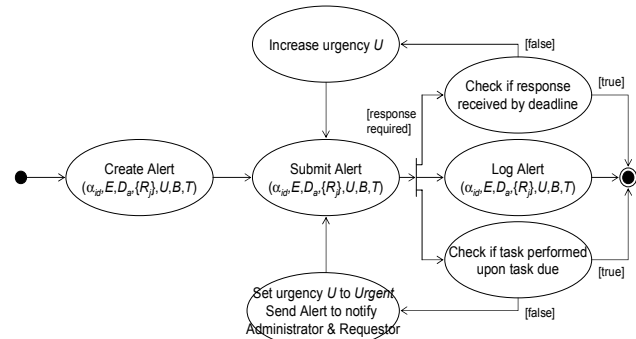 Increase urgency U
[false]
Check if response
received by deadline
[true]
[response
required]
Create Alert
(α_id,E,D_a,{R_j},U,B,T)
Submit Alert
(α_id,E,D_a,{R_j},U,B,T)
Log Alert
(α_id,E,D_a,{R_j},U,B,T)
Check if task performed
upon task due
[true]
Set urgency U to Urgent
Send Alert to notify
Administrator & Requestor
[false]